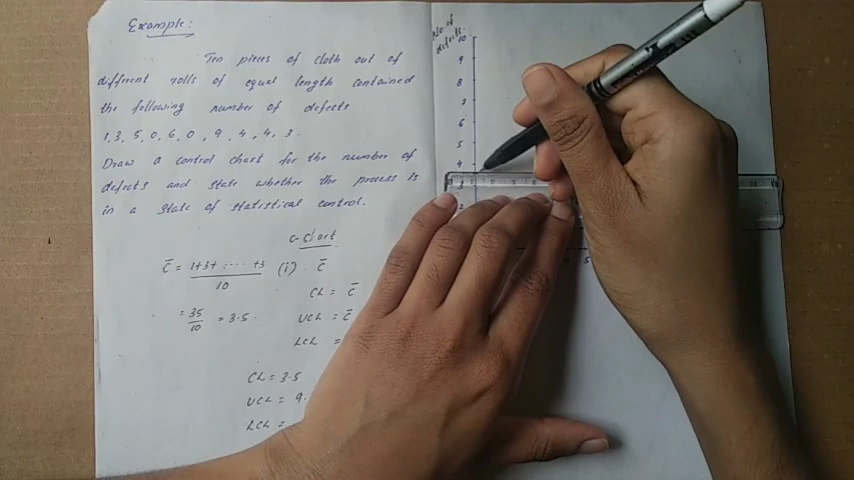 Example:
Ten pieces of cloth out of
different rolls of equal length contained
the following number of defects
1, 3, 5, 0, 6, 0, 9, 4, 4, 3.
Draw a control chart for the number of
defects and state whether the process is
in a state of statistical control.
C-Chart
C̄ = 1+3+ ..... +3 / 10 (i) C̄
CL = C̄
= 35/10 = 3.5. UCL = C̄
LCL =
CL = 3.5
UCL = 9.
LCL =
No of
10
9
8
7
6
5
4
3
2
5